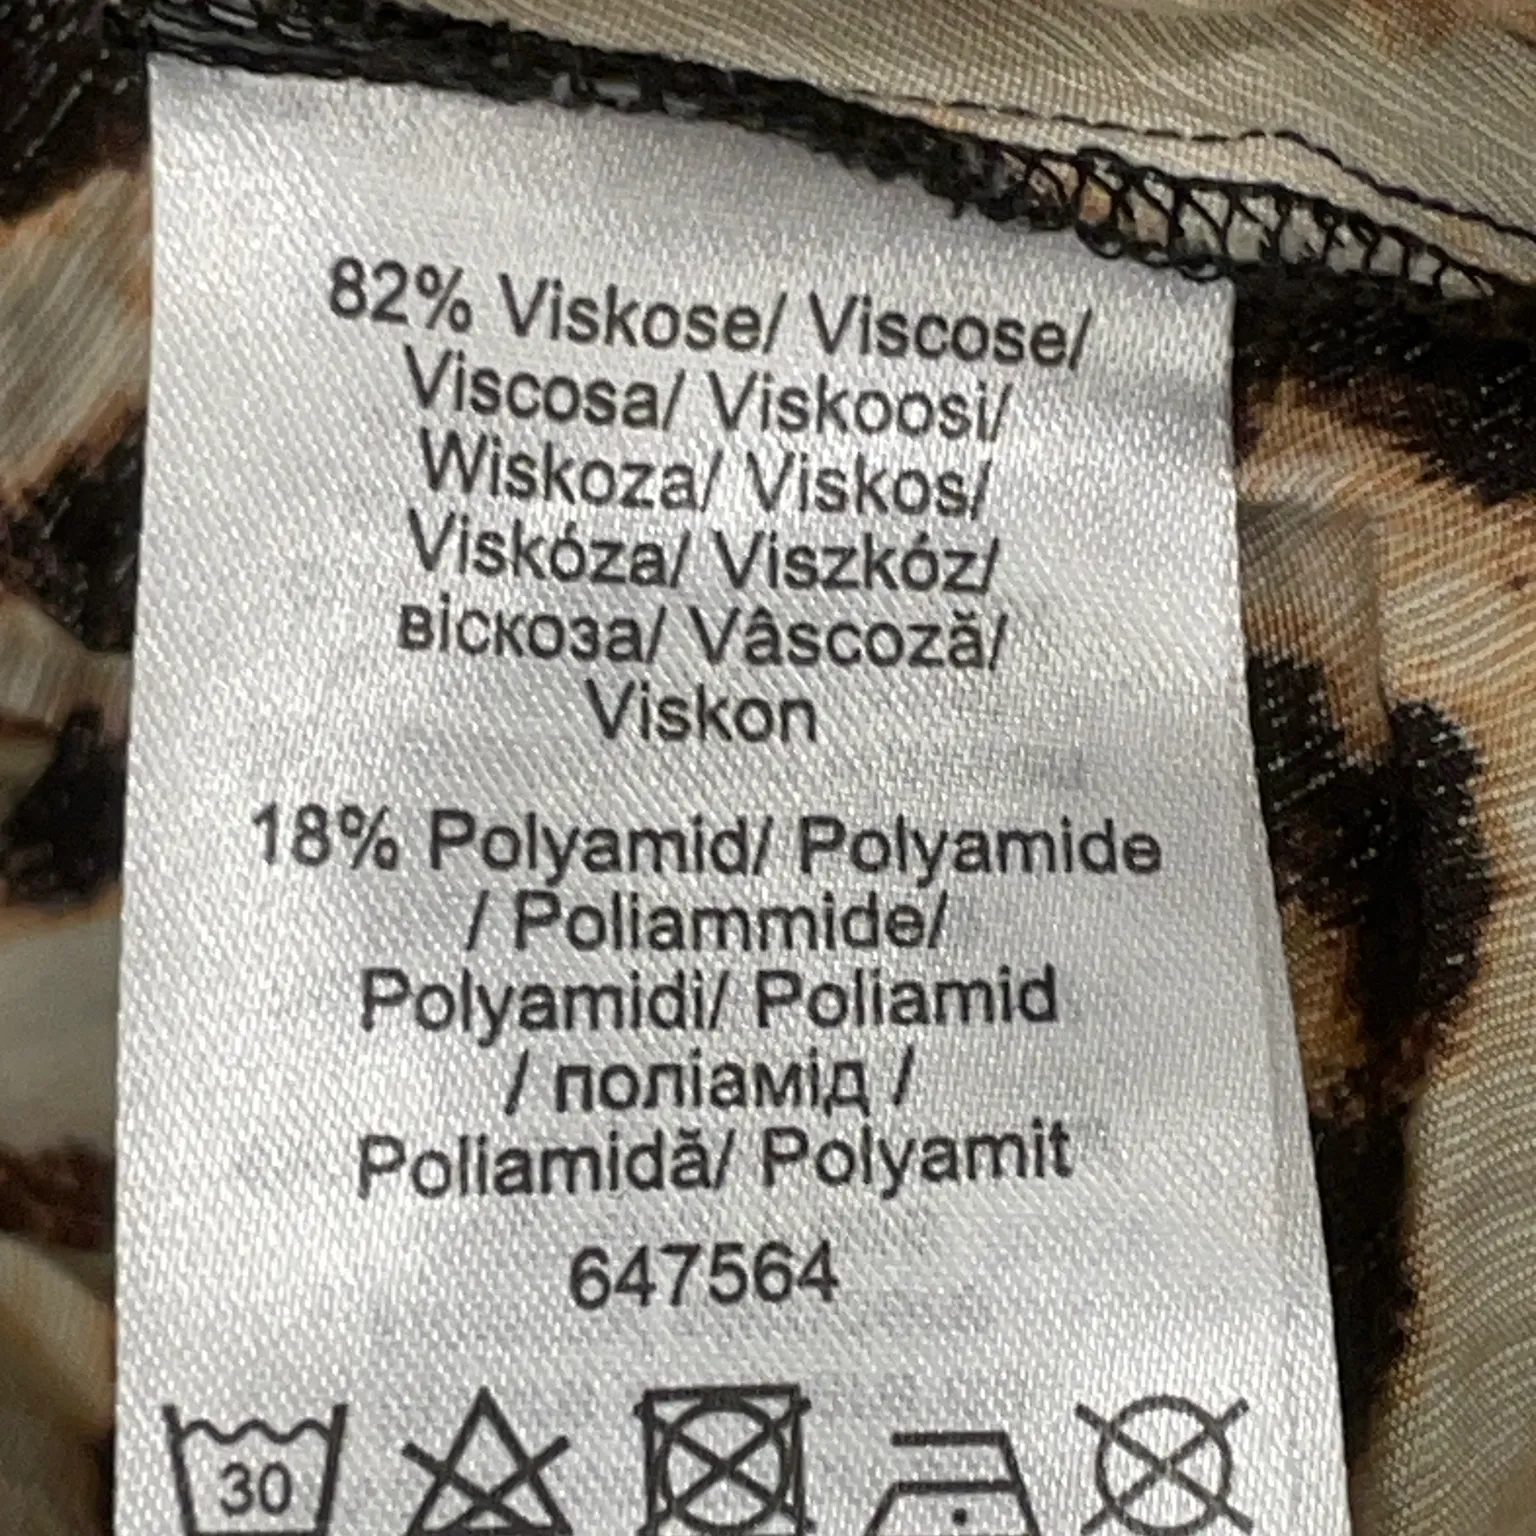 82% Viskose/ Viscose/
Viscosa/ Viskoosi/
Wiskoza/ Viskos/
Viskóza/ Viszkóz/
віскоза/ Vâscoză/
Viskon
18% Polyamid/ Polyamide
/ Poliammide/
Polyamidi/ Poliamid
/ поліамід /
Poliamidă/ Polyamit
647564
30